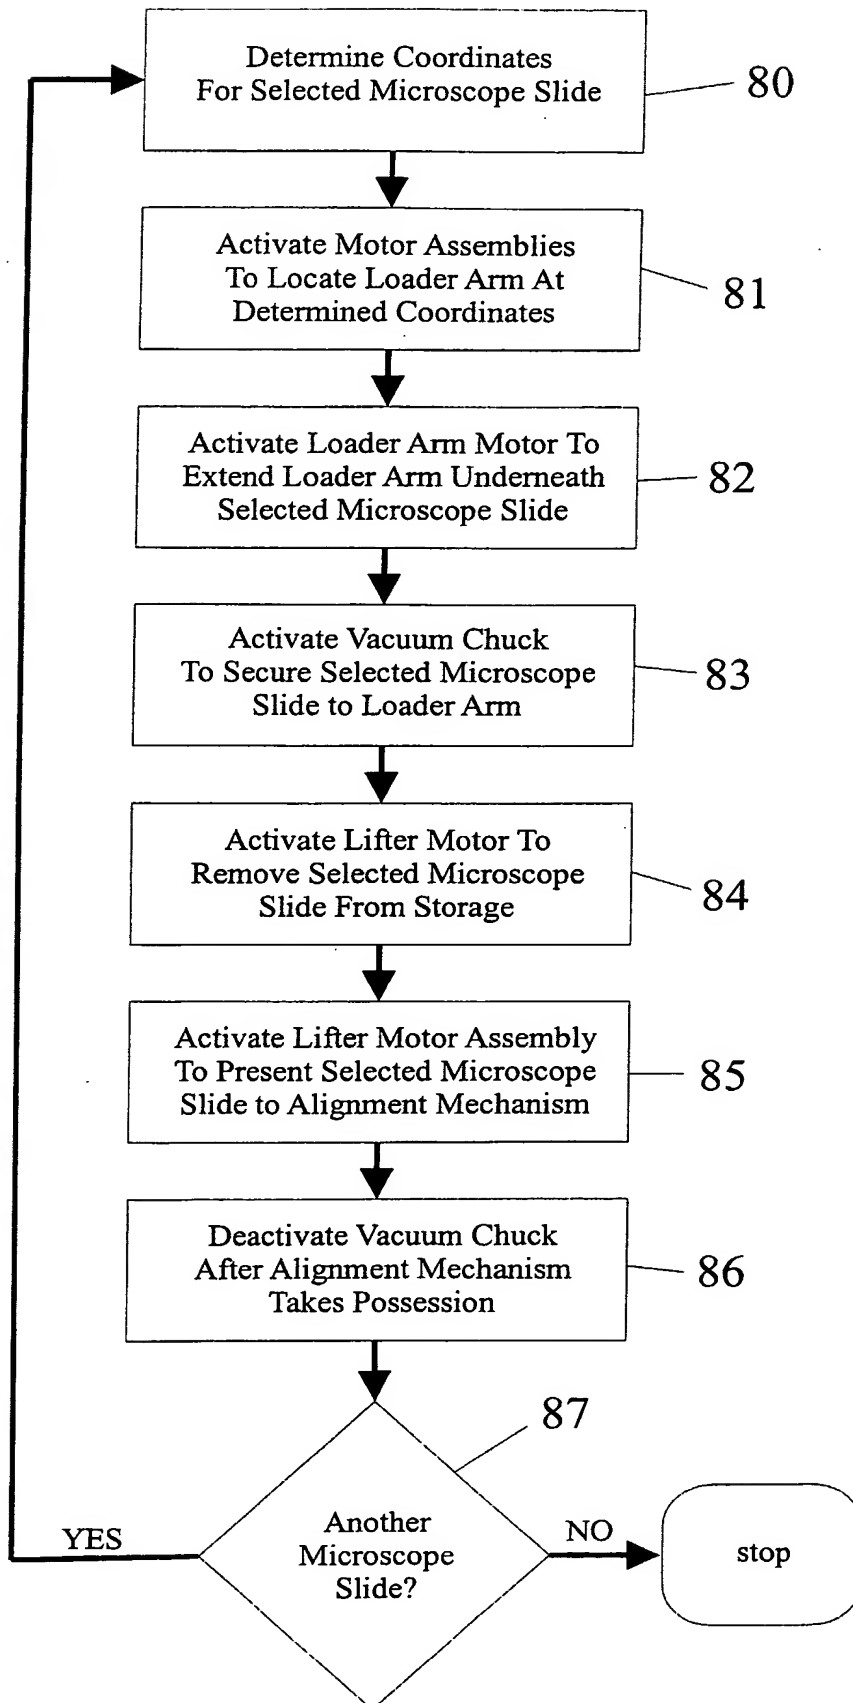 Determine Coordinates
For Selected Microscope Slide
80
Activate Motor Assemblies
To Locate Loader Arm At
Determined Coordinates
81
Activate Loader Arm Motor To
Extend Loader Arm Underneath
Selected Microscope Slide
82
Activate Vacuum Chuck
To Secure Selected Microscope
Slide to Loader Arm
83
Activate Lifter Motor To
Remove Selected Microscope
Slide From Storage
84
Activate Lifter Motor Assembly
To Present Selected Microscope
Slide to Alignment Mechanism
85
Deactivate Vacuum Chuck
After Alignment Mechanism
Takes Possession
86
87
Another
Microscope
Slide?
YES
NO
stop